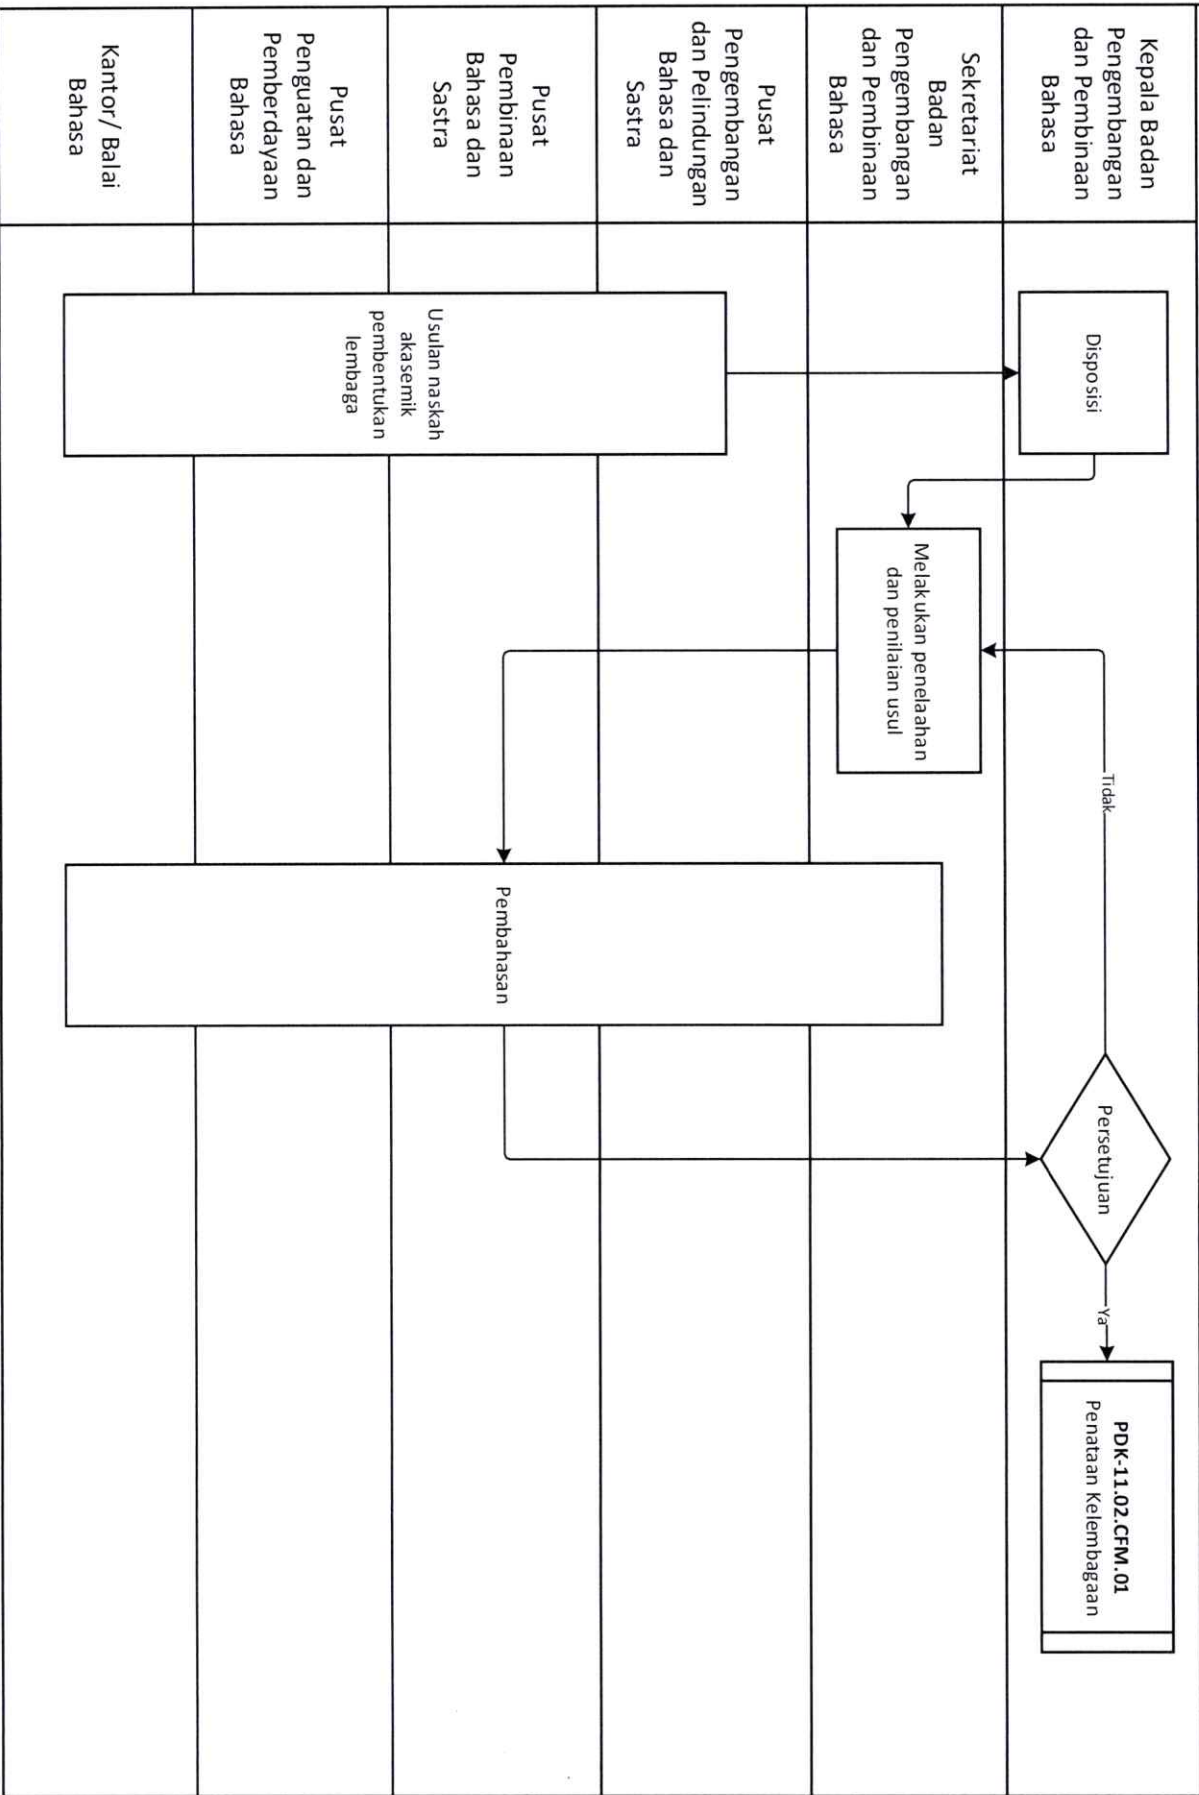 Kepala Badan
Pengembangan
dan Pembinaan
Bahasa
Sekretariat
Badan
Pengembangan
dan Pembinaan
Bahasa
Pusat
Pengembangan
dan Pelindungan
Bahasa dan
Sastra
Pusat
Pembinaan
Bahasa dan
Sastra
Pusat
Penguatan dan
Pemberdayaan
Bahasa
Kantor/ Balai
Bahasa
Disposisi
Usulan naskah
akasemik
pembentukan
lembaga
Melakukan penelaahan
dan penilaian usul
Tidak
Pembahasan
Persetujuan
Ya
PDK-11.02.CFM.01
Penataan Kelembagaan